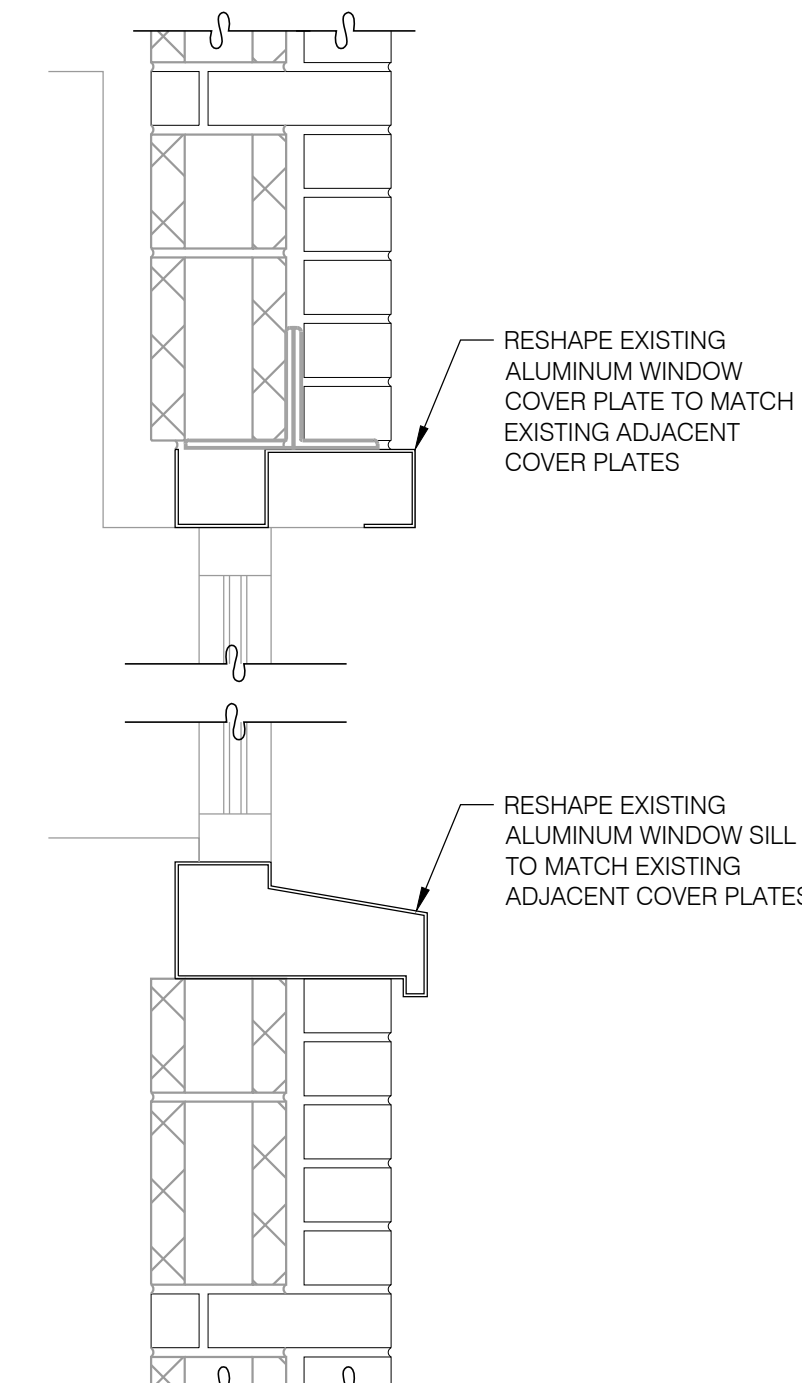 RESHAPE EXISTING
ALUMINUM WINDOW
COVER PLATE TO MATCH
EXISTING ADJACENT
COVER PLATES
RESHAPE EXISTING
ALUMINUM WINDOW SILL
TO MATCH EXISTING
ADJACENT COVER PLATES